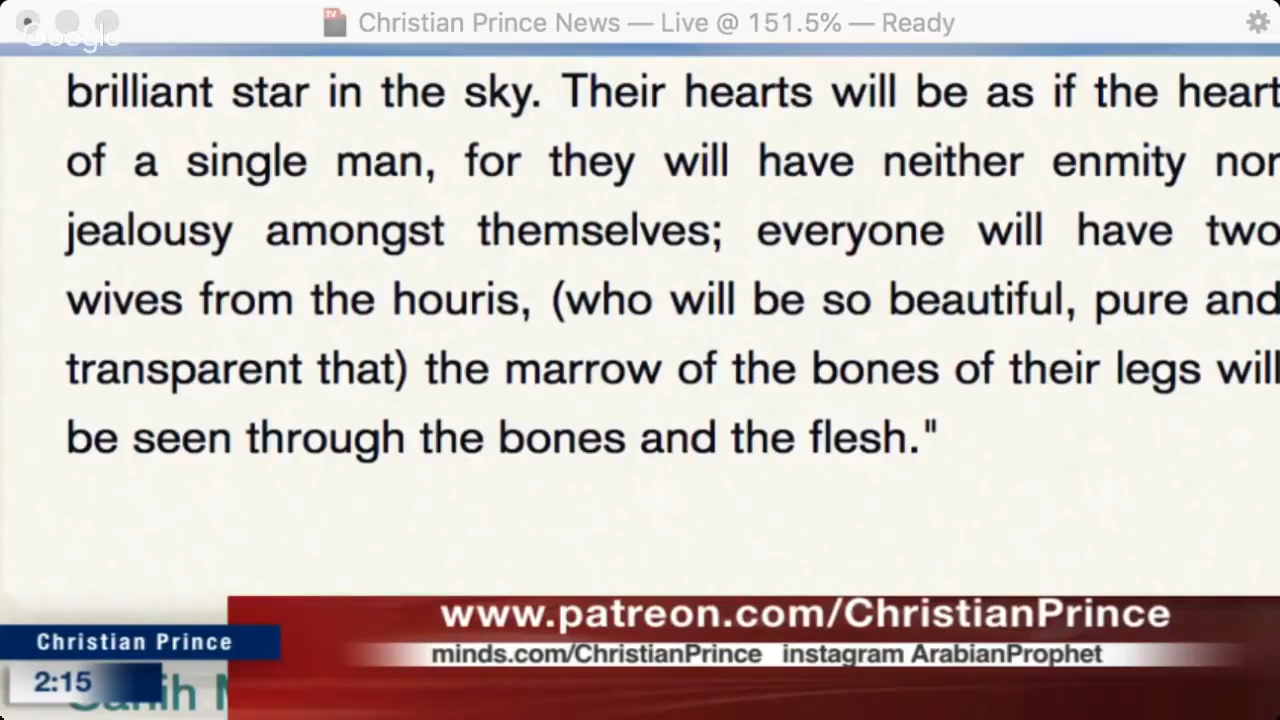 Christian Prince News — Live @ 151.5% — Ready
Google
brilliant star in the sky. Their hearts will be as if the heart
of a single man, for they will have neither enmity nor
jealousy amongst themselves; everyone will have two
wives from the houris, (who will be so beautiful, pure and
transparent that) the marrow of the bones of their legs will
be seen through the bones and the flesh."
www.patreon.com/ChristianPrince
Christian Prince
minds.com/ChristianPrince instagram ArabianProphet
2:15